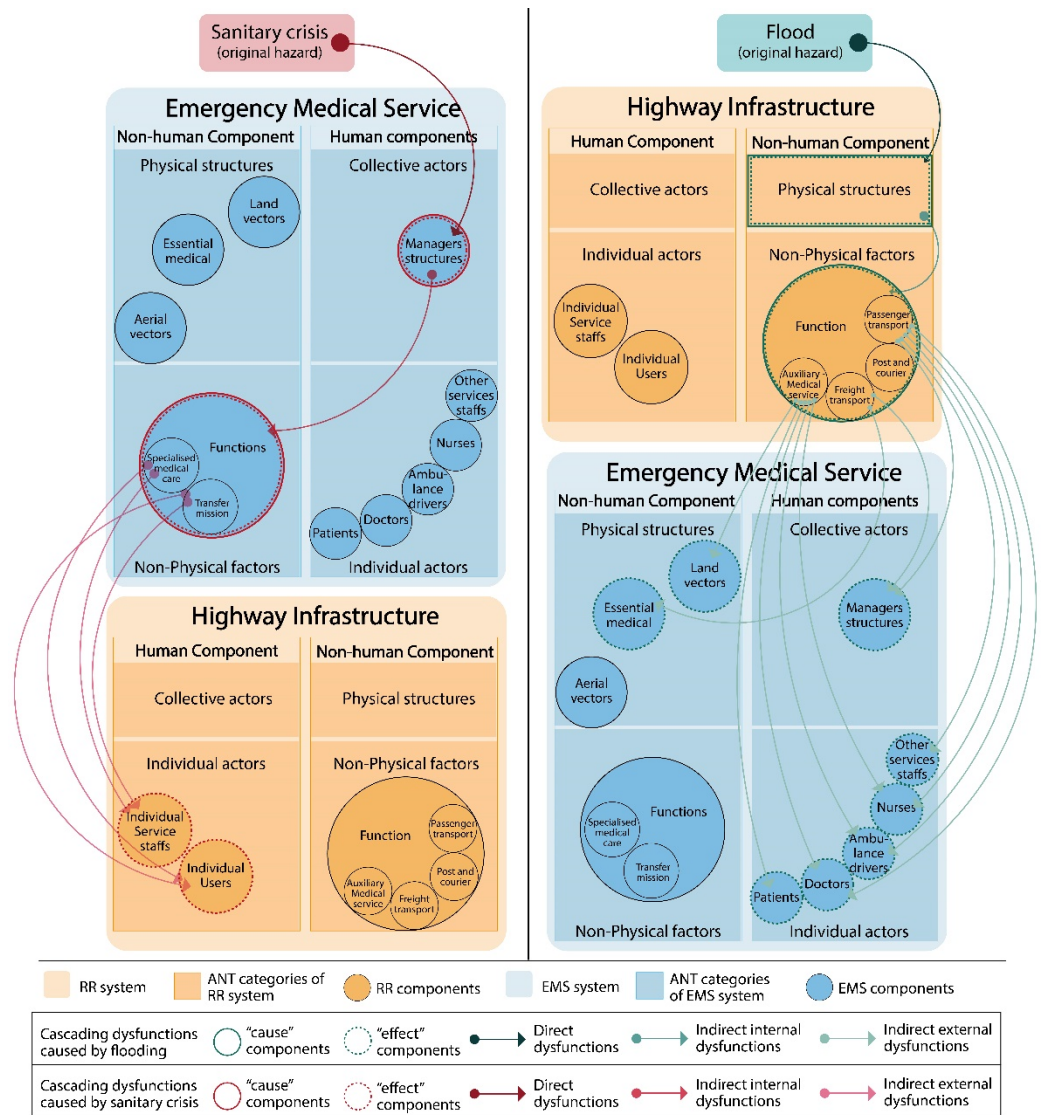 Sanitary crisis
(original hazard)
Emergency Medical Service
Non-human Component
Human components
Physical structures
Collective actors
Land
vectors
Essential
medical
Managers
structures
Aerial
vectors
Other
services
staffs
Functions
Nurses
Specialised
medical
care
Ambu-
lance
drivers
Transfer
mission
Doctors
Patients
Non-Physical factors
Individual actors
Highway Infrastructure
Human Component
Non-human Component
Collective actors
Physical structures
Individual actors
Non-Physical factors
Individual
Service
staffs
Individual
Users
Function
Passenger
transport
Post and
courier
Auxiliary Medical
service
Freight
transport
Flood
(original hazard)
Highway Infrastructure
Human Component
Non-human Component
Collective actors
Physical structures
Individual actors
Non-Physical factors
Individual
Service
staffs
Individual
Users
Function
Passenger
transport
Post and
courier
Auxiliary -
Medical
service
Freight
transport
Emergency Medical Service
Non-human Component
Human components
Physical structures
Collective actors
Land
vectors
Essential
medical
Managers
structures
Aerial
vectors
Other
services
staffs
Functions
Nurses
Specialised
medical
care
Ambu-
lance
drivers
Transfer
mission
Doctors
Patients
Non-Physical factors
Individual actors
RR system
ANT categories of
RR system
RR components
EMS system
ANT categories
of EMS system
EMS components
Cascading dysfunctions
caused by flooding
"cause"
components
"effect"
components
Direct
dysfunctions
Indirect internal
dysfunctions
Indirect external
dysfunctions
Cascading dysfunctions
caused by sanitary crisis
"cause"
components
"effect"
components
Direct
dysfunctions
Indirect internal
dysfunctions
Indirect external
dysfunctions